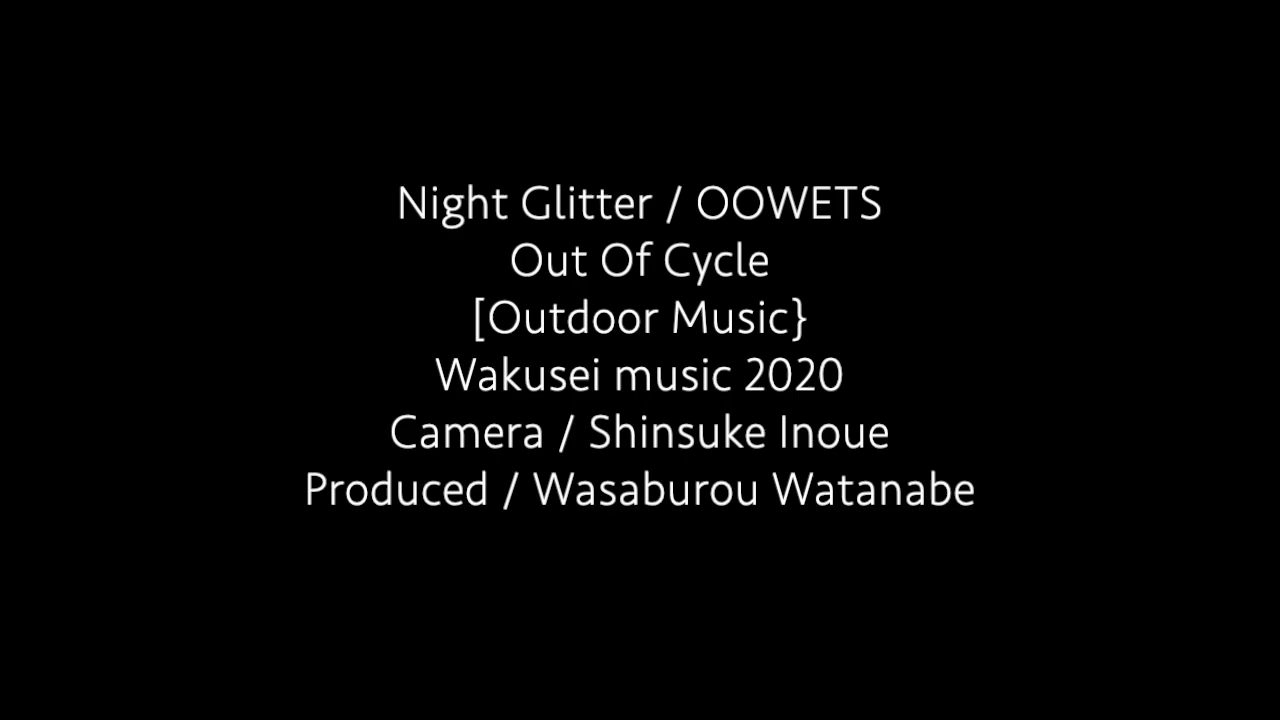 Night Glitter / OOWETS
Out Of Cycle
[Outdoor Music}
Wakusei music 2020
Camera / Shinsuke Inoue
Produced / Wasaburou Watanabe